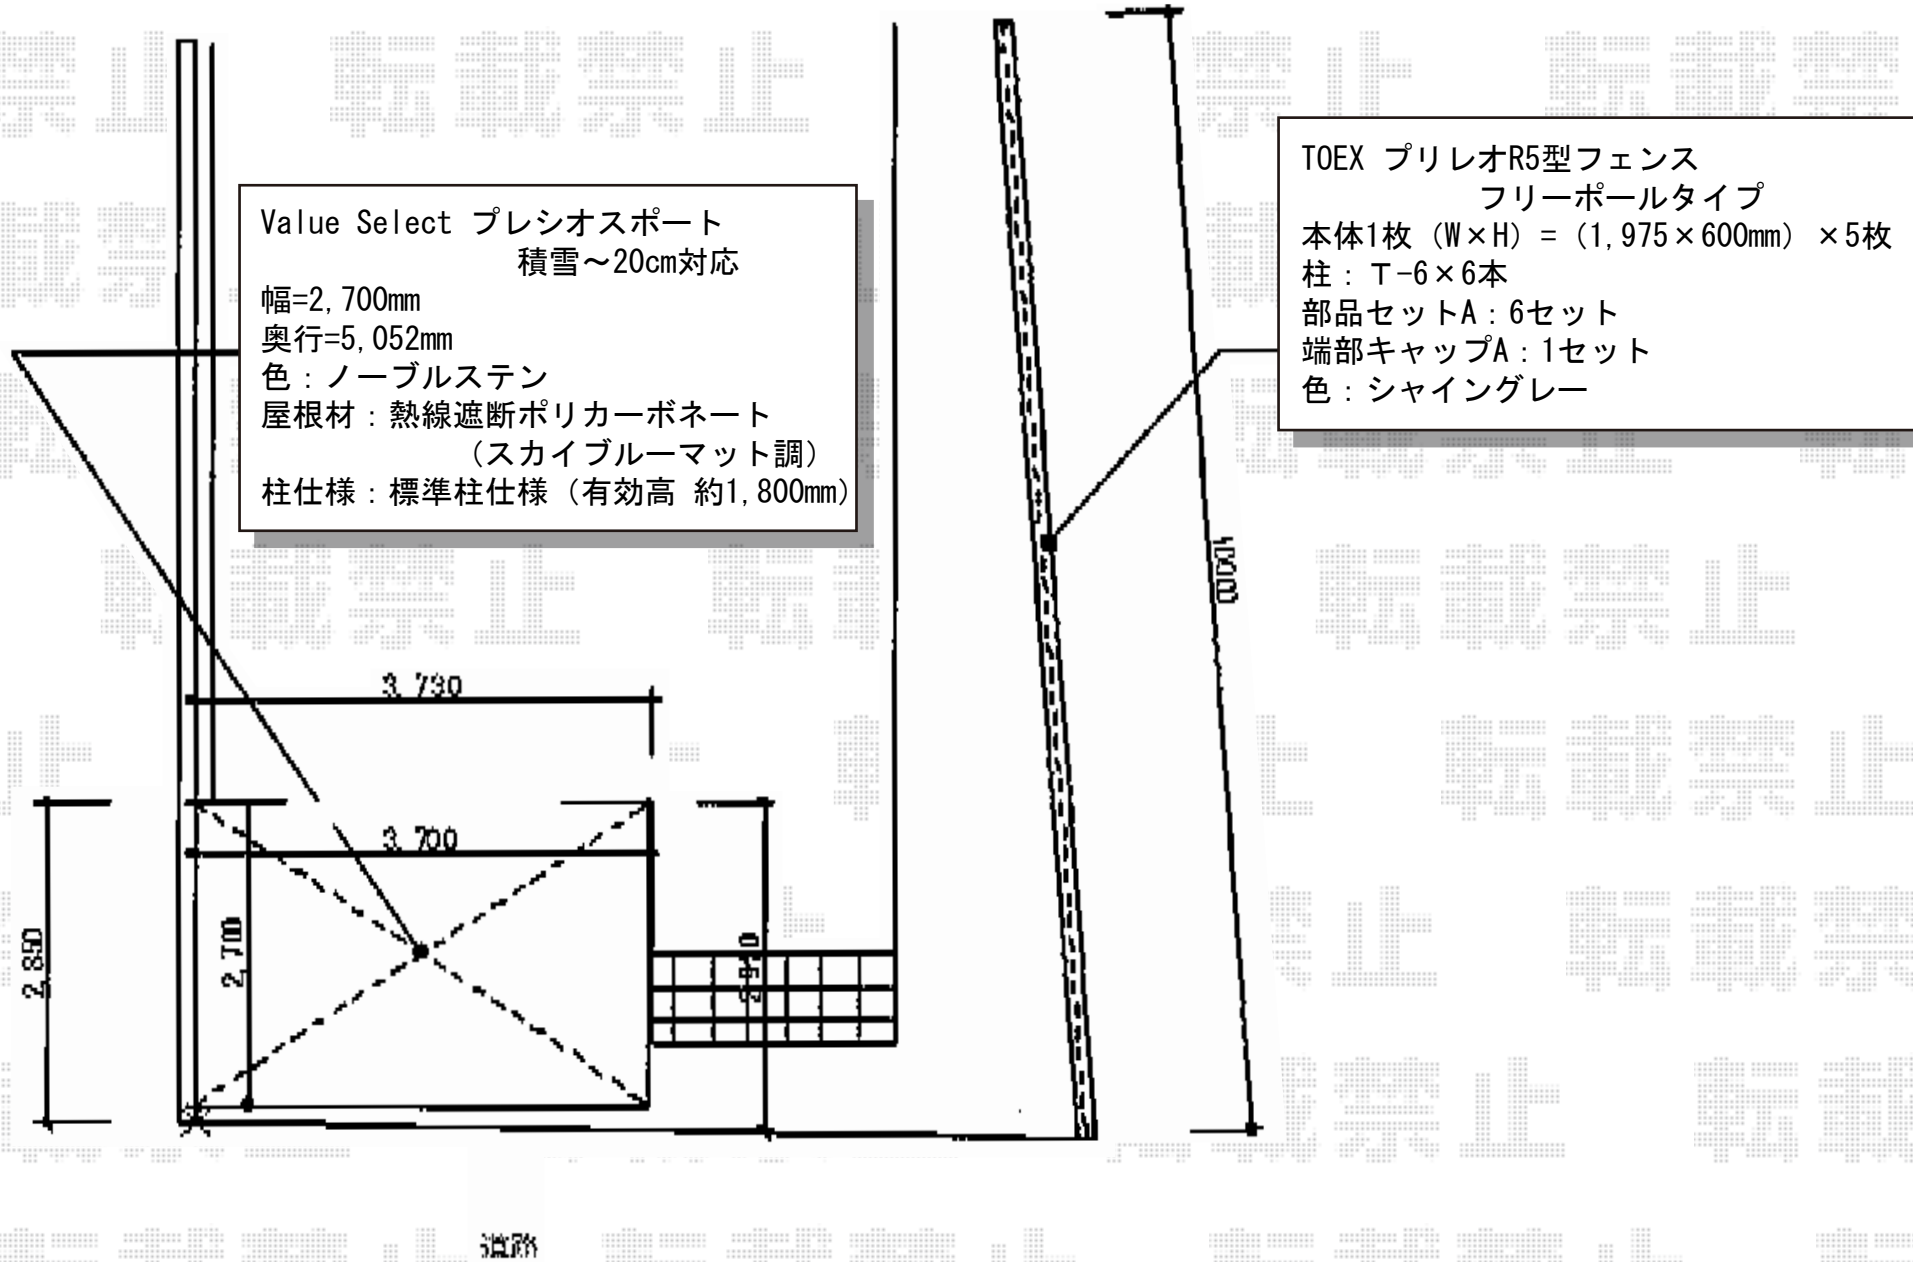 Value Select プレシオスポート
積雪～20cm対応
幅=2,700mm
奥行=5,052mm
色：ノーブルステン
屋根材：熱線遮断ポリカーボネート
（スカイブルーマット調）
柱仕様：標準柱仕様（有効高 約1,800mm）
TOEX プリレオR5型フェンス
フリーポールタイプ
本体1枚（W×H）=（1,975×600mm）×5枚
柱：T-6×6本
部品セットA：6セット
端部キャップA：1セット
色：シャイングレー
3,730
3,700
2,850
2,700
道路
転載禁止